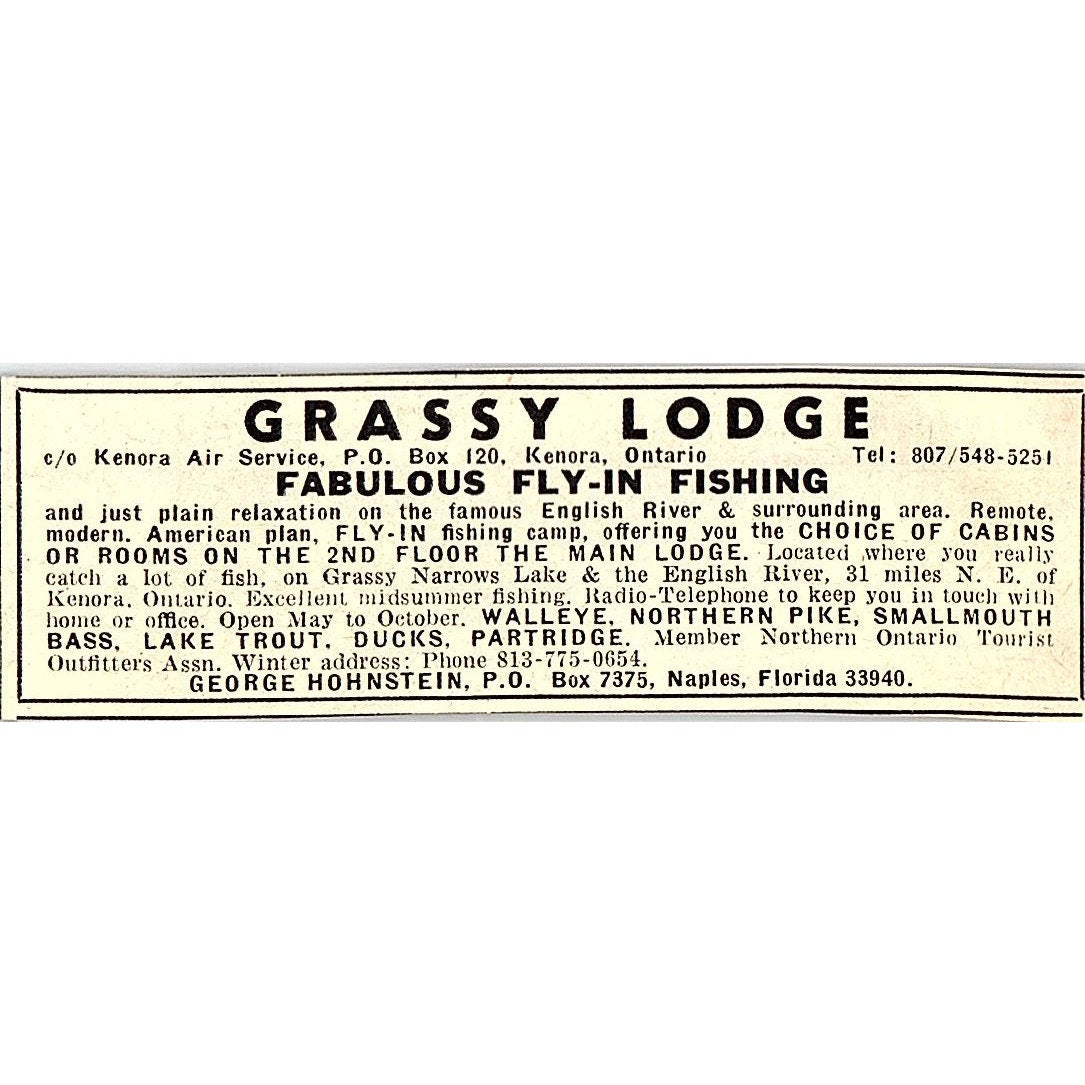 GRASSY LODGE
c/o Kenora Air Service, P.O. Box 120, Kenora, Ontario Tel: 807/548-5251
FABULOUS FLY-IN FISHING
and just plain relaxation on the famous English River & surrounding area. Remote,
modern. American plan, FLY-IN fishing camp, offering you the CHOICE OF CABINS
OR ROOMS ON THE 2ND FLOOR THE MAIN LODGE. Located where you really
catch a lot of fish, on Grassy Narrows Lake & the English River, 31 miles N. E. of
Kenora, Ontario. Excellent midsummer fishing. Radio-Telephone to keep you in touch with
home or office. Open May to October. WALLEYE, NORTHERN PIKE, SMALLMOUTH
BASS, LAKE TROUT, DUCKS, PARTRIDGE. Member Northern Ontario Tourist
Outfitters Assn. Winter address: Phone 813-775-0654.
GEORGE HOHNSTEIN, P.O. Box 7375, Naples, Florida 33940.